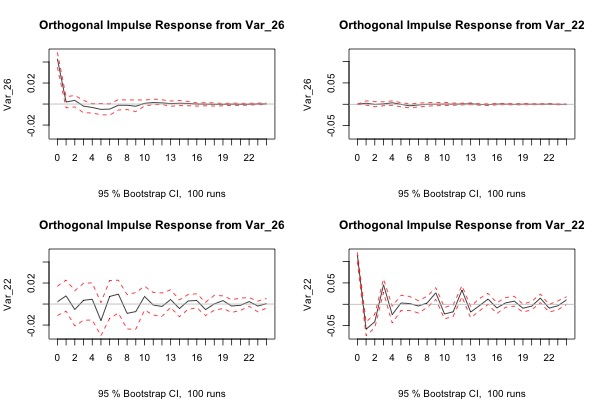 Orthogonal Impulse Response from Var_26
Var_26
0.02
-0.02
0 2 4 6 8 10 13 16 19 22
95 % Bootstrap CI,  100 runs
Orthogonal Impulse Response from Var_22
Var_26
0.05
-0.05
0 2 4 6 8 10 13 16 19 22
95 % Bootstrap CI,  100 runs
Orthogonal Impulse Response from Var_26
Var_22
0.02
-0.02
0 2 4 6 8 10 13 16 19 22
95 % Bootstrap CI,  100 runs
Orthogonal Impulse Response from Var_22
Var_22
0.05
-0.05
0 2 4 6 8 10 13 16 19 22
95 % Bootstrap CI,  100 runs